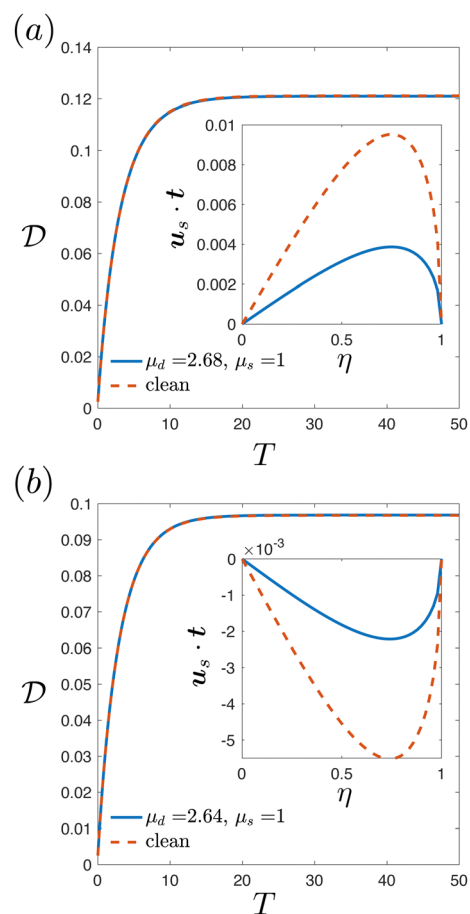 (a)
0.14
0.12
0.1
0.08
0.06
0.04
0.02
0
𝒟
0 10 20 30 40 50
T
μ_d =2.68, μ_s =1
clean
0.01
0.008
0.006
0.004
0.002
0
u_s · t
0 0.5 1
η
(b)
0.1
0.09
0.08
0.07
0.06
0.05
0.04
0.03
0.02
0.01
0
𝒟
0 10 20 30 40 50
T
μ_d =2.64, μ_s =1
clean
×10⁻³
0
-1
-2
-3
-4
-5
u_s · t
0 0.5 1
η